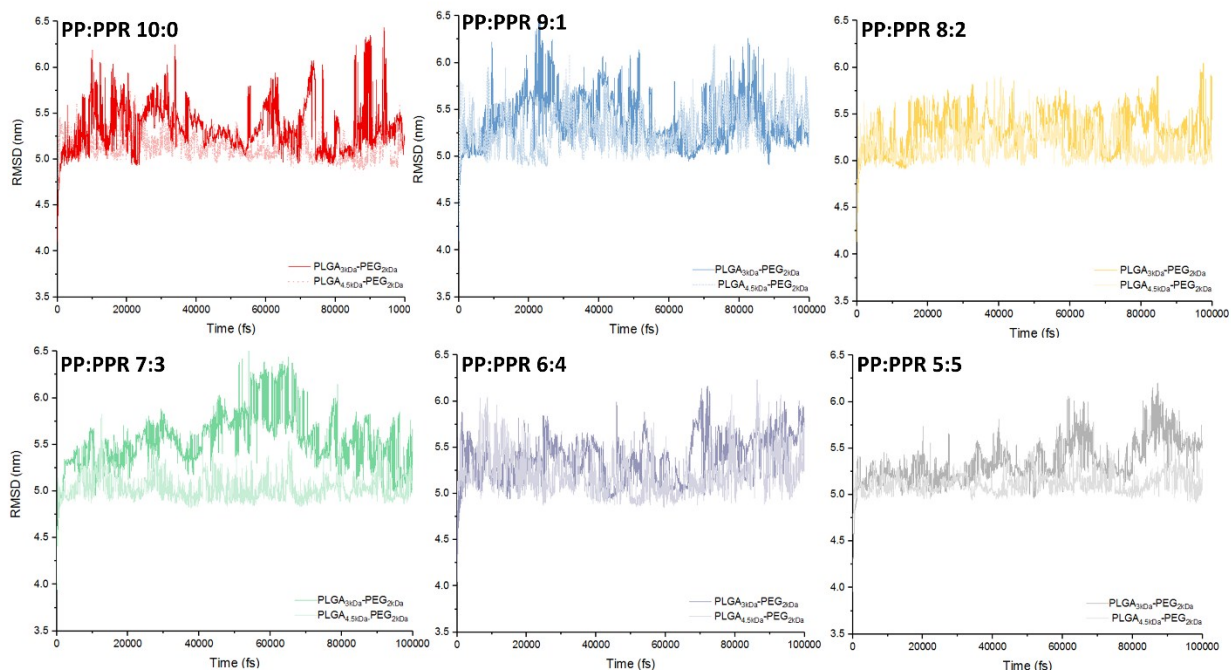 PP:PPR 10:0
6.5
6.0
5.5
5.0
4.5
4.0
3.5
RMSD (nm)
PLGA3kDa-PEG2kDa
PLGA4.5kDa-PEG2kDa
0 20000 40000 60000 80000 1000
Time (fs)
PP:PPR 9:1
6.5
6.0
5.5
5.0
4.5
4.0
3.5
RMSD (nm)
PLGA3kDa-PEG2kDa
PLGA4.5kDa-PEG2kDa
0 20000 40000 60000 80000 100000
Time (fs)
PP:PPR 8:2
6.5
6.0
5.5
5.0
4.5
4.0
3.5
PLGA3kDa-PEG2kDa
PLGA4.5kDa-PEG2kDa
0 20000 40000 60000 80000 100000
Time (fs)
PP:PPR 7:3
6.5
6.0
5.5
5.0
4.5
4.0
3.5
RMSD (nm)
PLGA3kDa-PEG2kDa
PLGA4.5kDa-PEG2kDa
0 20000 40000 60000 80000 100000
Time (fs)
PP:PPR 6:4
6.5
6.0
5.5
5.0
4.5
4.0
3.5
PLGA3kDa-PEG2kDa
PLGA4.5kDa-PEG2kDa
0 20000 40000 60000 80000 100000
Time (fs)
PP:PPR 5:5
6.5
6.0
5.5
5.0
4.5
4.0
3.5
PLGA3kDa-PEG2kDa
PLGA4.5kDa-PEG2kDa
0 20000 40000 60000 80000 100000
Time (fs)